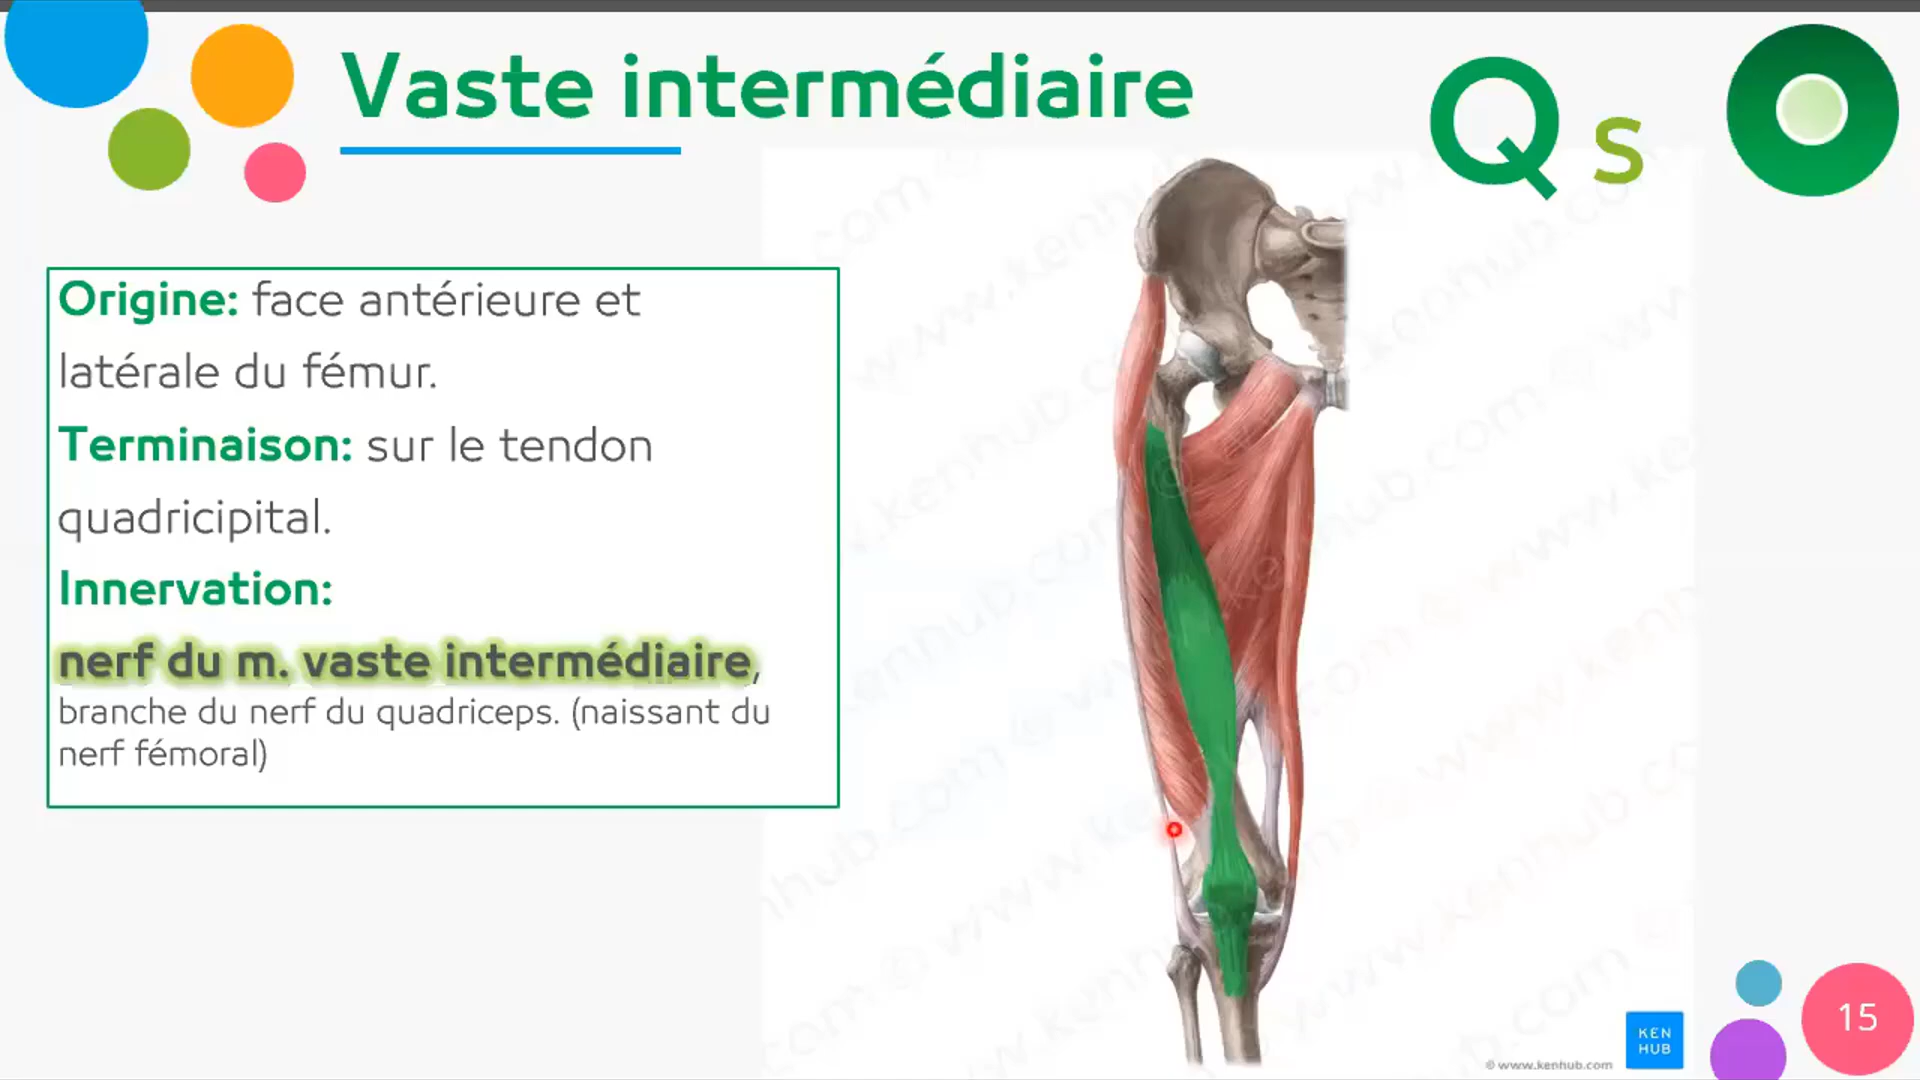 Vaste intermédiaire
Q s
Origine: face antérieure et
latérale du fémur.
Terminaison: sur le tendon
quadricipital.
Innervation:
nerf du m. vaste intermédiaire,
branche du nerf du quadriceps. (naissant du
nerf fémoral)
© www.kenhub.com
KEN
HUB
15